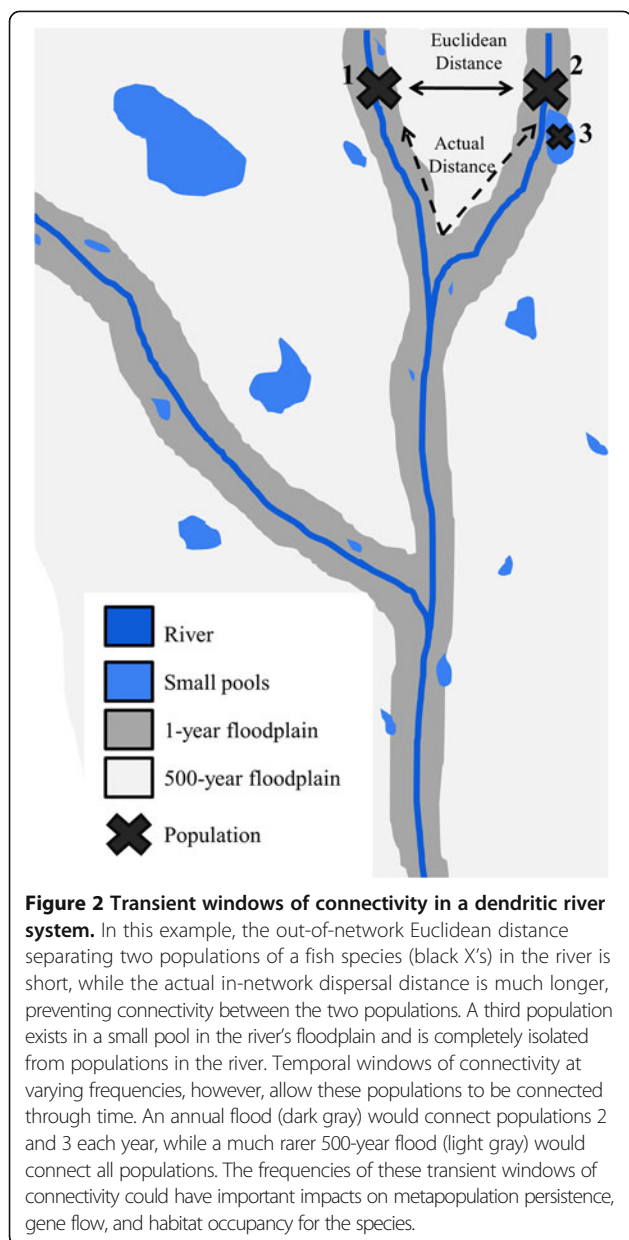 Euclidean
Distance
1
2
3
Actual
Distance
River
Small pools
1-year floodplain
500-year floodplain
Population
Figure 2 Transient windows of connectivity in a dendritic river
system. In this example, the out-of-network Euclidean distance
separating two populations of a fish species (black X's) in the river is
short, while the actual in-network dispersal distance is much longer,
preventing connectivity between the two populations. A third population
exists in a small pool in the river's floodplain and is completely isolated
from populations in the river. Temporal windows of connectivity at
varying frequencies, however, allow these populations to be connected
through time. An annual flood (dark gray) would connect populations 2
and 3 each year, while a much rarer 500-year flood (light gray) would
connect all populations. The frequencies of these transient windows of
connectivity could have important impacts on metapopulation persistence,
gene flow, and habitat occupancy for the species.